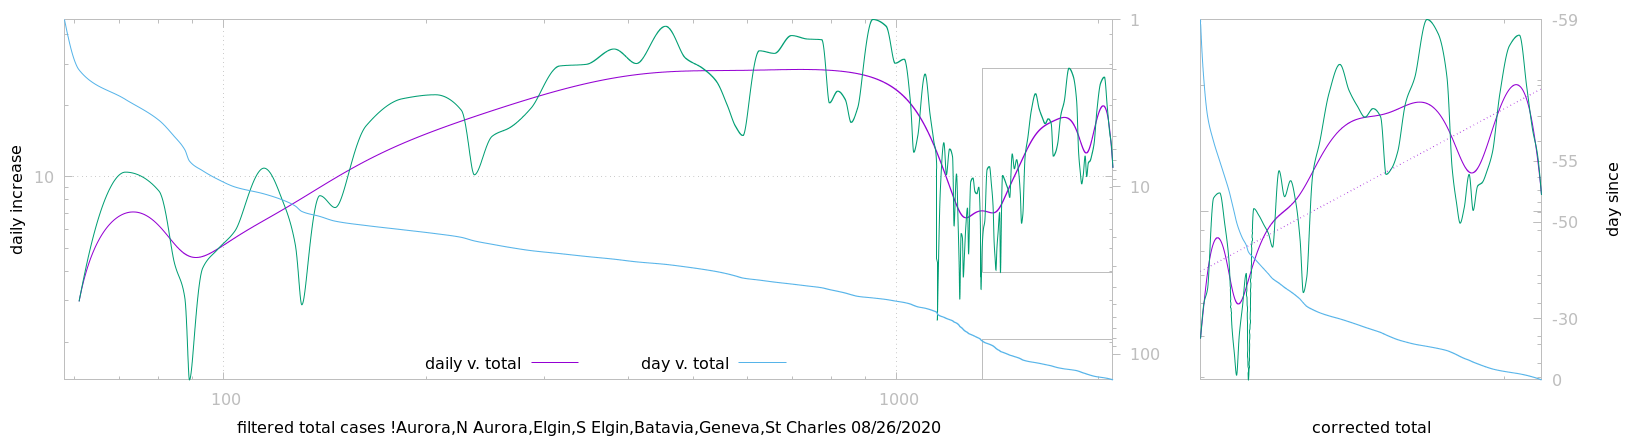 daily increase
10
1
10
100
daily v. total
day v. total
100
1000
filtered total cases !Aurora,N Aurora,Elgin,S Elgin,Batavia,Geneva,St Charles 08/26/2020
-59
-55
-50
-30
0
day since
corrected total